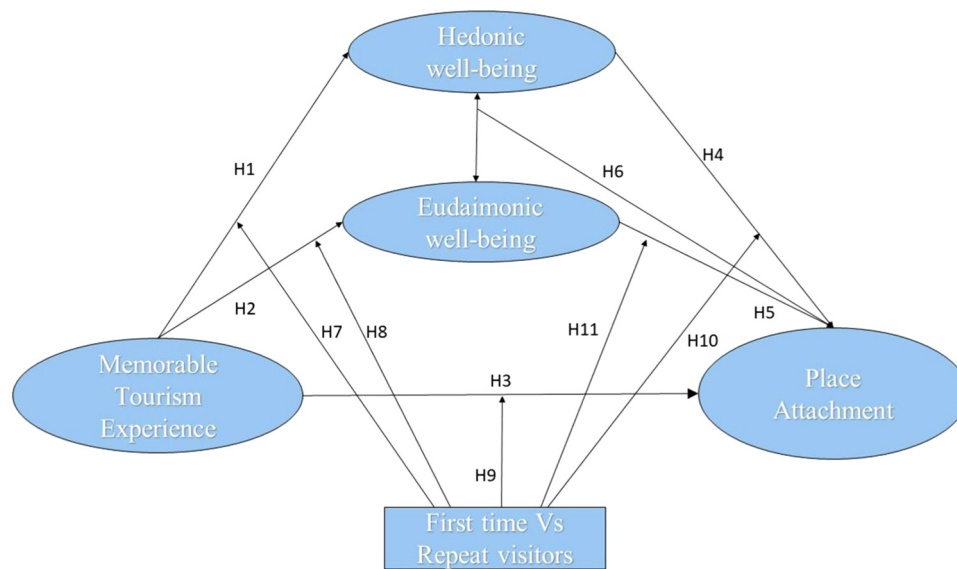 Hedonic
well-being
H1
H6
H4
Eudaimonic
well-being
H2
H7
H8
H11
H10
H5
Memorable
Tourism
Experience
H3
Place
Attachment
H9
First time Vs
Repeat visitors